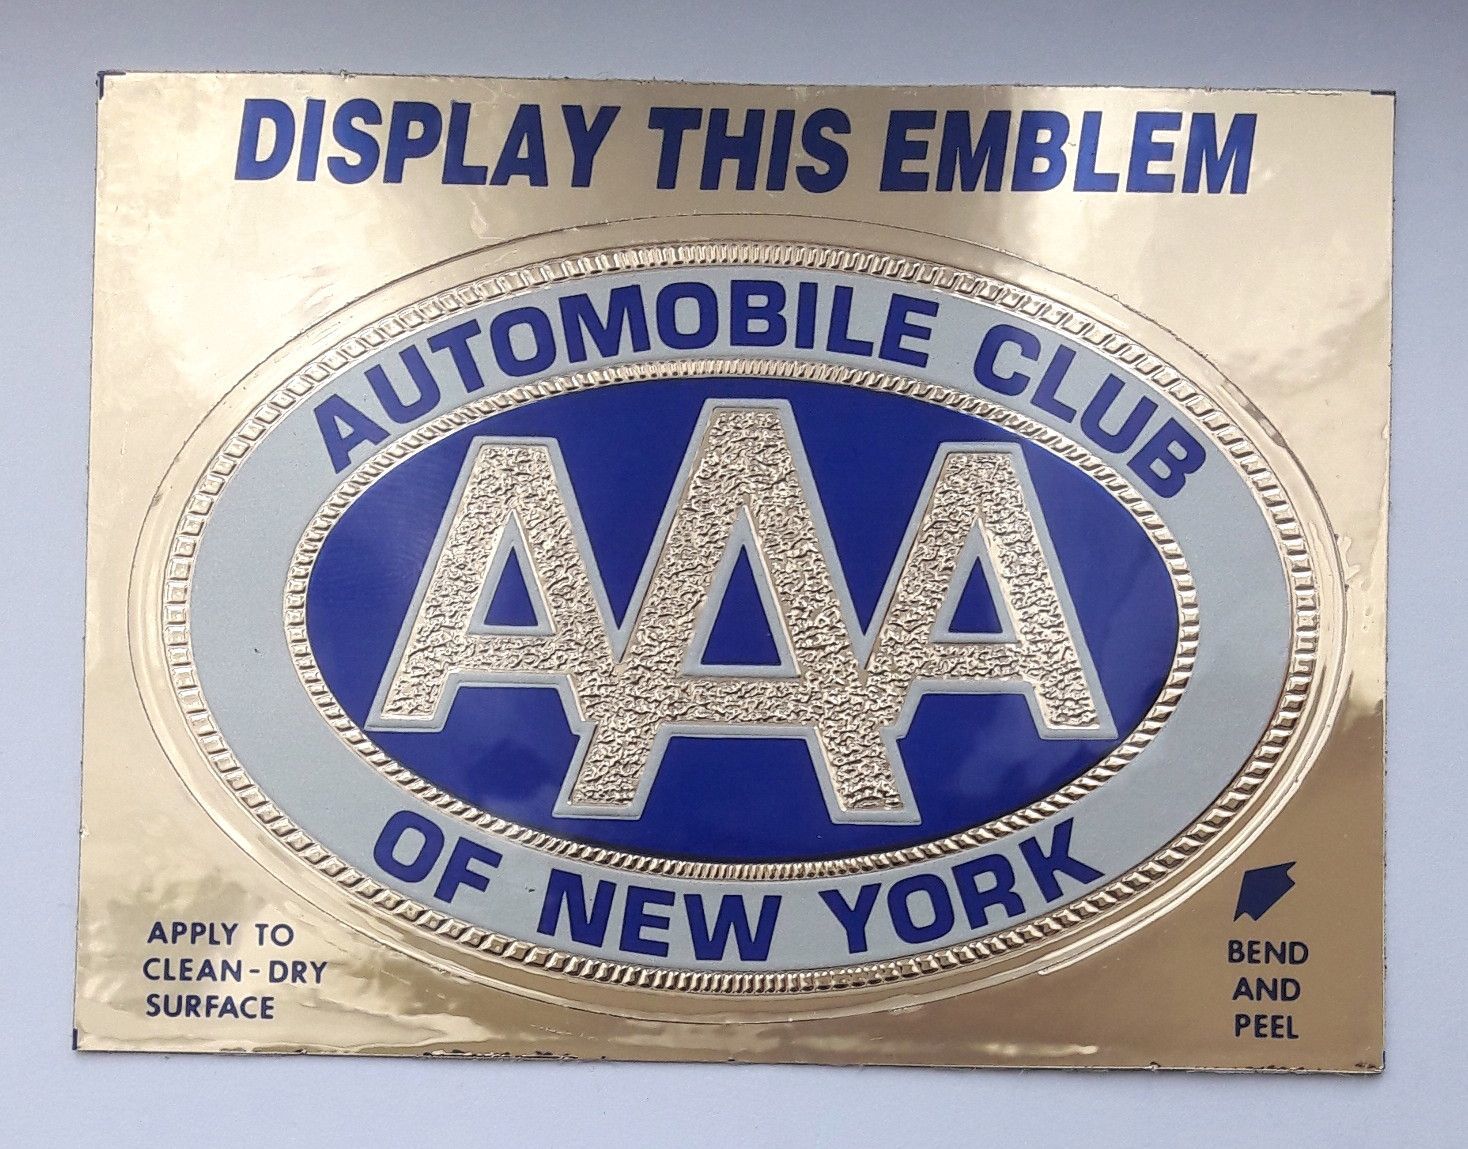 DISPLAY THIS EMBLEM
AUTOMOBILE CLUB
AAA
OF NEW YORK
APPLY TO
CLEAN-DRY
SURFACE
BEND
AND
PEEL